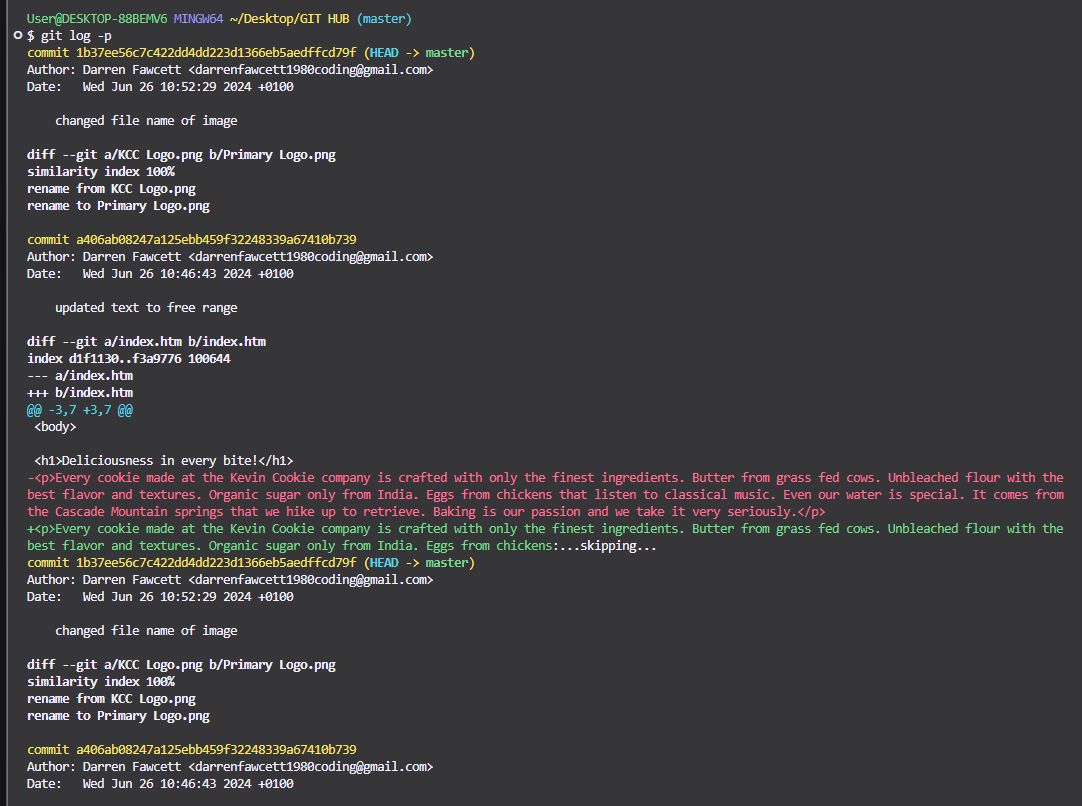 User@DESKTOP-88BEMV6 MINGW64 ~/Desktop/GIT HUB (master)
$ git log -p
commit 1b37ee56c7c422dd4dd223d1366eb5aedffcd79f (HEAD -> master)
Author: Darren Fawcett <darrenfawcett1980coding@gmail.com>
Date:   Wed Jun 26 10:52:29 2024 +0100
changed file name of image
diff --git a/KCC Logo.png b/Primary Logo.png
similarity index 100%
rename from KCC Logo.png
rename to Primary Logo.png
commit a406ab08247a125ebb459f32248339a67410b739
Author: Darren Fawcett <darrenfawcett1980coding@gmail.com>
Date:   Wed Jun 26 10:46:43 2024 +0100
updated text to free range
diff --git a/index.htm b/index.htm
index d1f1130..f3a9776 100644
--- a/index.htm
+++ b/index.htm
@@ -3,7 +3,7 @@
<body>
<h1>Deliciousness in every bite!</h1>
-<p>Every cookie made at the Kevin Cookie company is crafted with only the finest ingredients. Butter from grass fed cows. Unbleached flour with the
best flavor and textures. Organic sugar only from India. Eggs from chickens that listen to classical music. Even our water is special. It comes from
the Cascade Mountain springs that we hike up to retrieve. Baking is our passion and we take it very seriously.</p>
+<p>Every cookie made at the Kevin Cookie company is crafted with only the finest ingredients. Butter from grass fed cows. Unbleached flour with the
best flavor and textures. Organic sugar only from India. Eggs from chickens:...skipping...
commit 1b37ee56c7c422dd4dd223d1366eb5aedffcd79f (HEAD -> master)
Author: Darren Fawcett <darrenfawcett1980coding@gmail.com>
Date:   Wed Jun 26 10:52:29 2024 +0100
changed file name of image
diff --git a/KCC Logo.png b/Primary Logo.png
similarity index 100%
rename from KCC Logo.png
rename to Primary Logo.png
commit a406ab08247a125ebb459f32248339a67410b739
Author: Darren Fawcett <darrenfawcett1980coding@gmail.com>
Date:   Wed Jun 26 10:46:43 2024 +0100